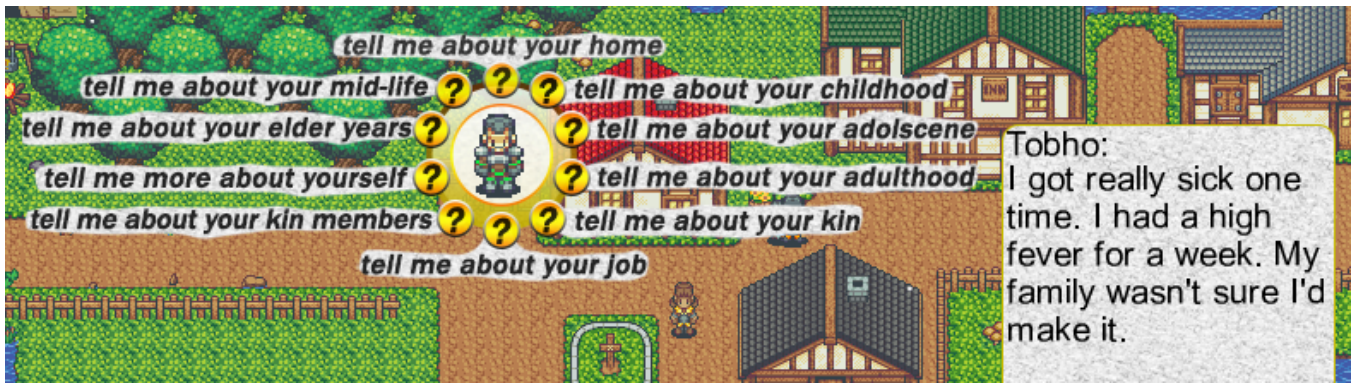 tell me about your home
tell me about your mid-life
tell me about your childhood
tell me about your elder years
tell me about your adolscene
tell me more about yourself
tell me about your adulthood
tell me about your kin members
tell me about your kin
tell me about your job
INN
Tobho:
I got really sick one
time. I had a high
fever for a week. My
family wasn't sure I'd
make it.